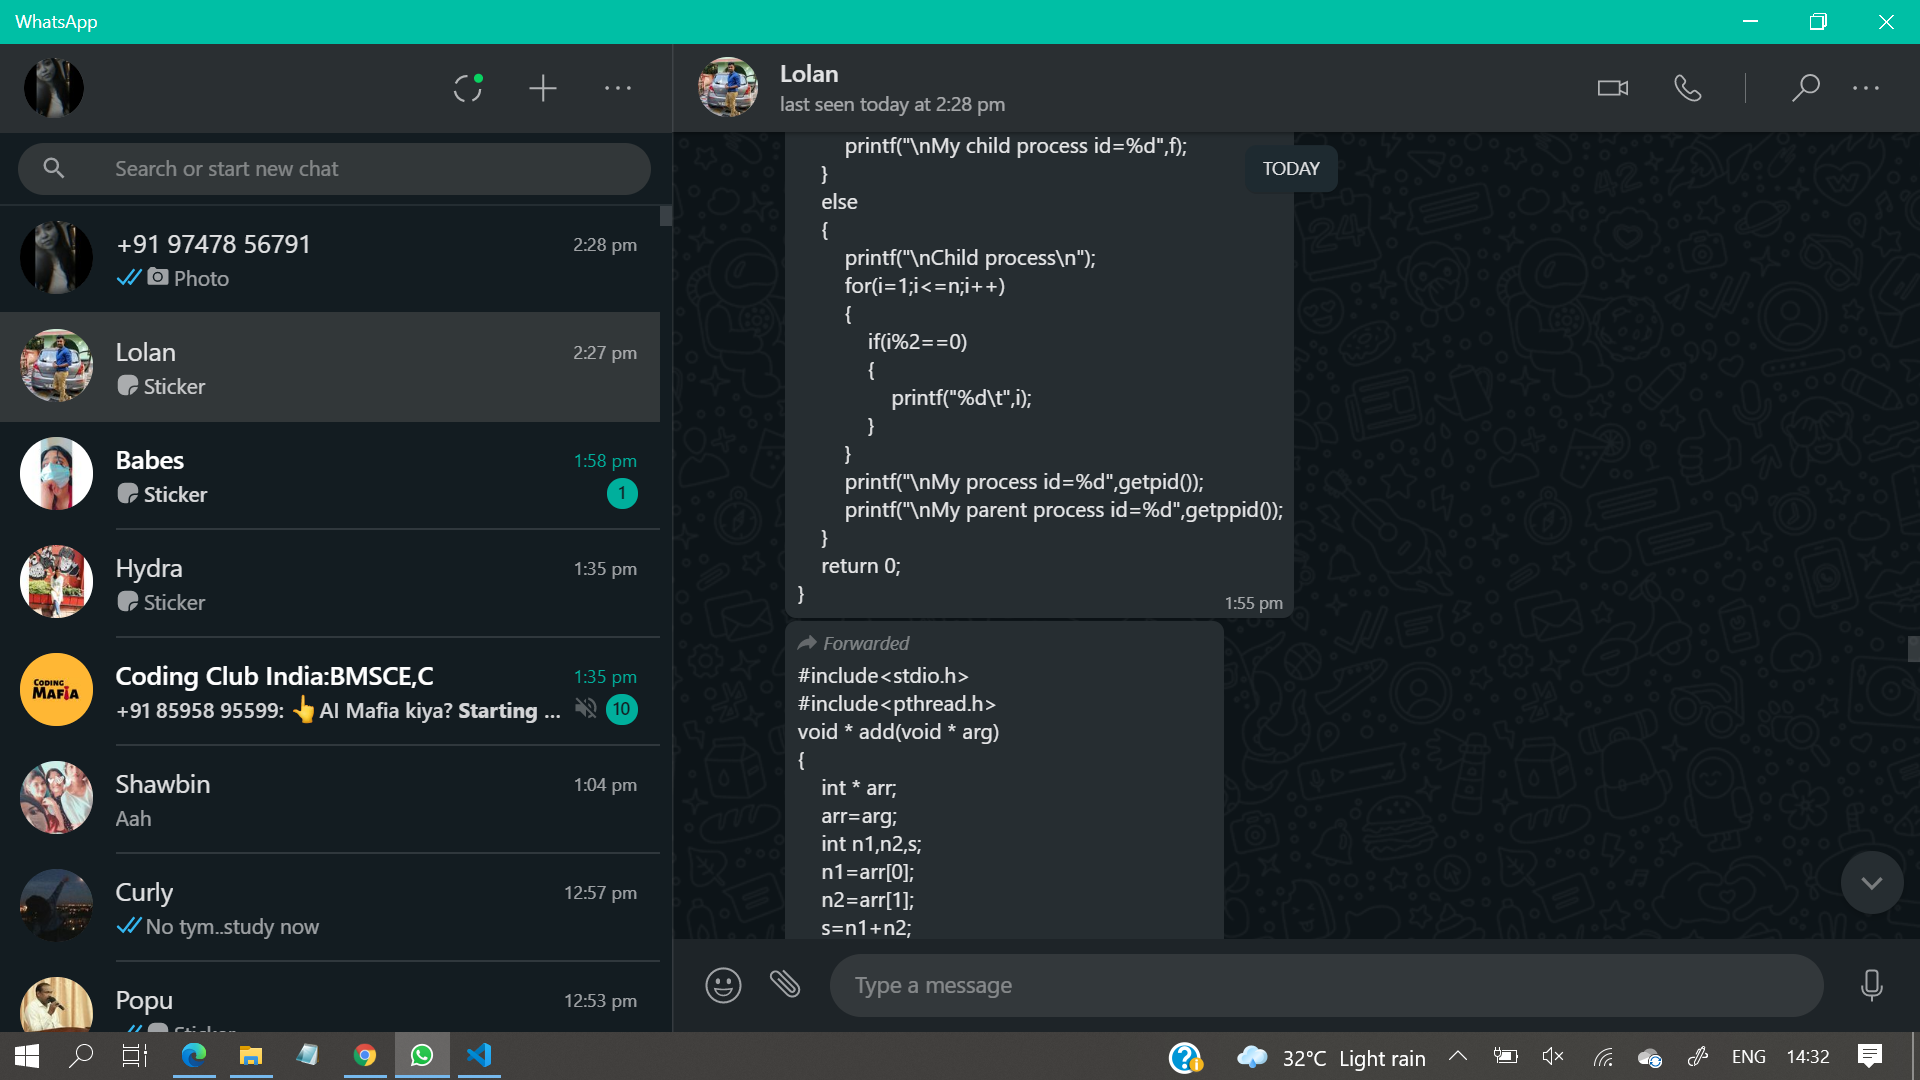 WhatsApp
Search or start new chat
+91 97478 56791
2:28 pm
Photo
Lolan
2:27 pm
Sticker
Babes
1:58 pm
Sticker
1
Hydra
1:35 pm
Sticker
CODING
MAFIA
Coding Club India:BMSCE,C
1:35 pm
+91 85958 95599: 👆AI Mafia kiya? Starting ...
10
Shawbin
1:04 pm
Aah
Curly
12:57 pm
No tym..study now
Popu
12:53 pm
Sticker
Lolan
last seen today at 2:28 pm
TODAY
printf("\nMy child process id=%d",f);
}
else
{
printf("\nChild process\n");
for(i=1;i<=n;i++)
{
if(i%2==0)
{
printf("%d\t",i);
}
}
printf("\nMy process id=%d",getpid());
printf("\nMy parent process id=%d",getppid());
}
return 0;
}
1:55 pm
Forwarded
#include<stdio.h>
#include<pthread.h>
void * add(void * arg)
{
int * arr;
arr=arg;
int n1,n2,s;
n1=arr[0];
n2=arr[1];
s=n1+n2;
Type a message
32°C Light rain
ENG
14:32